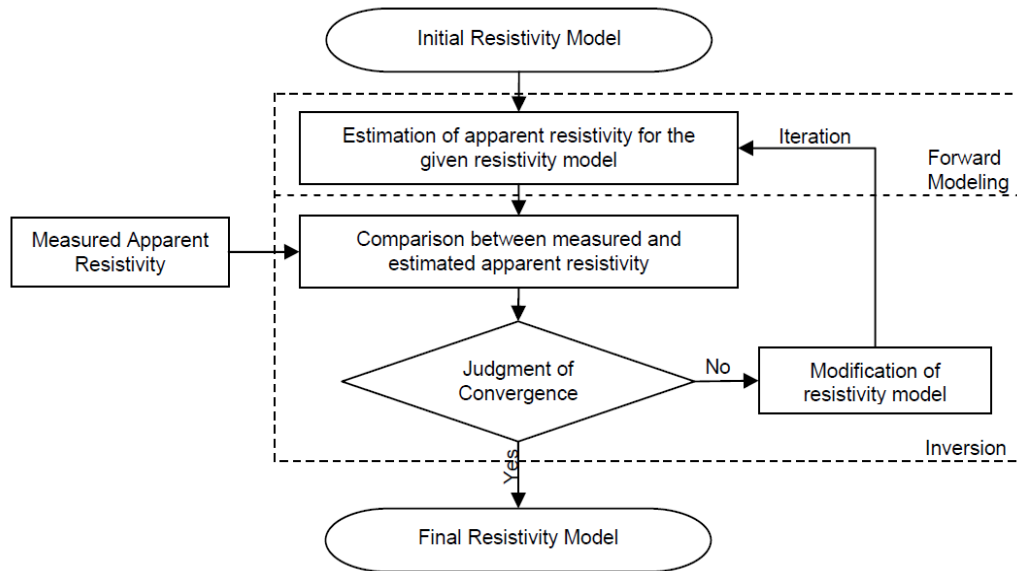 Initial Resistivity Model
Estimation of apparent resistivity for the
given resistivity model
Iteration
Forward
Modeling
Measured Apparent
Resistivity
Comparison between measured and
estimated apparent resistivity
Judgment of
Convergence
No
Modification of
resistivity model
Inversion
Yes
Final Resistivity Model